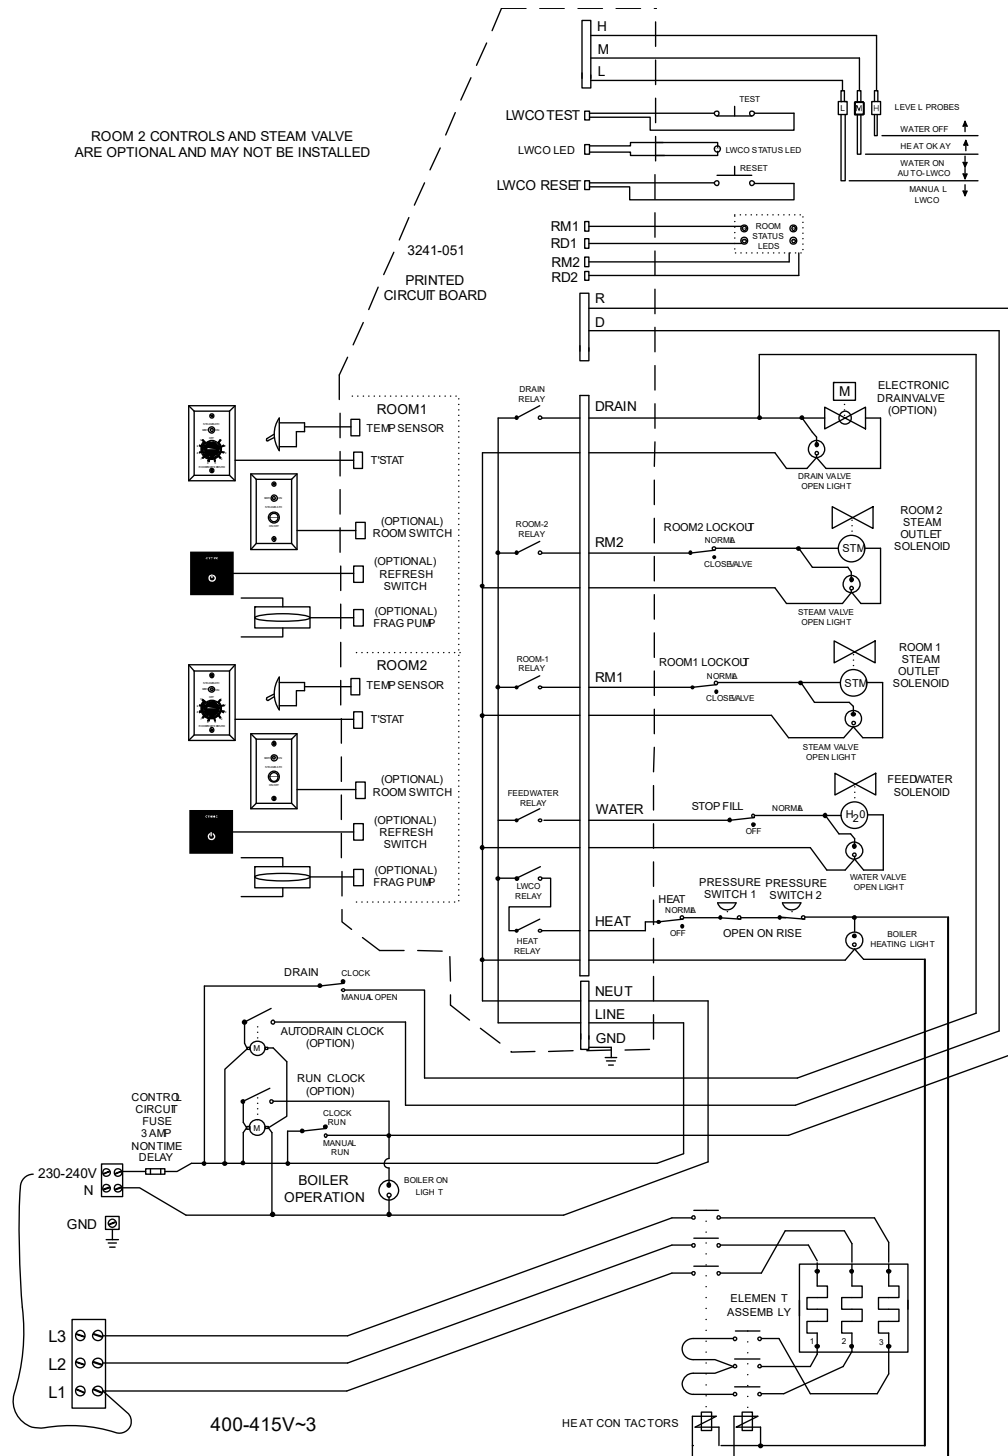 H
M
L
TEST
L M H
LEVEL PROBES
LWCO TEST
WATER OFF
HEAT OKAY
WATER ON
AUTO-LWCO
MANUAL
LWCO
ROOM 2 CONTROLS AND STEAM VALVE
ARE OPTIONAL AND MAY NOT BE INSTALLED
LWCO LED
LWCO STATUS LED
RESET
LWCO RESET
RM1
RD1
RM2
RD2
ROOM
STATUS
LEDS
3241-051
PRINTED
CIRCUIT BOARD
R
D
DRAIN
RELAY
DRAIN
M
ELECTRONIC
DRAINVALVE
(OPTION)
DRAIN VALVE
OPEN LIGHT
ROOM1
TEMP SENSOR
T'STAT
(OPTIONAL)
ROOM SWITCH
(OPTIONAL)
REFRESH
SWITCH
(OPTIONAL)
FRAG PUMP
ROOM-2
RELAY
RM2
ROOM2 LOCKOUT
NORMAL
CLOSE VALVE
STM
ROOM 2
STEAM
OUTLET
SOLENOID
STEAM VALVE
OPEN LIGHT
ROOM2
TEMP SENSOR
T'STAT
(OPTIONAL)
ROOM SWITCH
(OPTIONAL)
REFRESH
SWITCH
(OPTIONAL)
FRAG PUMP
ROOM-1
RELAY
RM1
ROOM1 LOCKOUT
NORMAL
CLOSE VALVE
STM
ROOM 1
STEAM
OUTLET
SOLENOID
STEAM VALVE
OPEN LIGHT
FEEDWATER
RELAY
WATER
STOP FILL
NORMAL
OFF
H20
FEEDWATER
SOLENOID
WATER VALVE
OPEN LIGHT
LWCO
RELAY
HEAT
RELAY
HEAT
HEAT
NORMAL
OFF
PRESSURE
SWITCH 1
PRESSURE
SWITCH 2
OPEN ON RISE
BOILER
HEATING LIGHT
NEUT
LINE
GND
DRAIN
CLOCK
MANUAL OPEN
AUTODRAIN CLOCK
(OPTION)
M
RUN CLOCK
(OPTION)
M
CLOCK
RUN
MANUAL
RUN
CONTROL
CIRCUIT
FUSE
3 AMP
NON TIME
DELAY
230-240V
N
GND
BOILER
OPERATION
BOILER ON
LIGHT
ELEMENT
ASSEMBLY
1 2 3
L3
L2
L1
400-415V~3
HEAT CONTACTORS